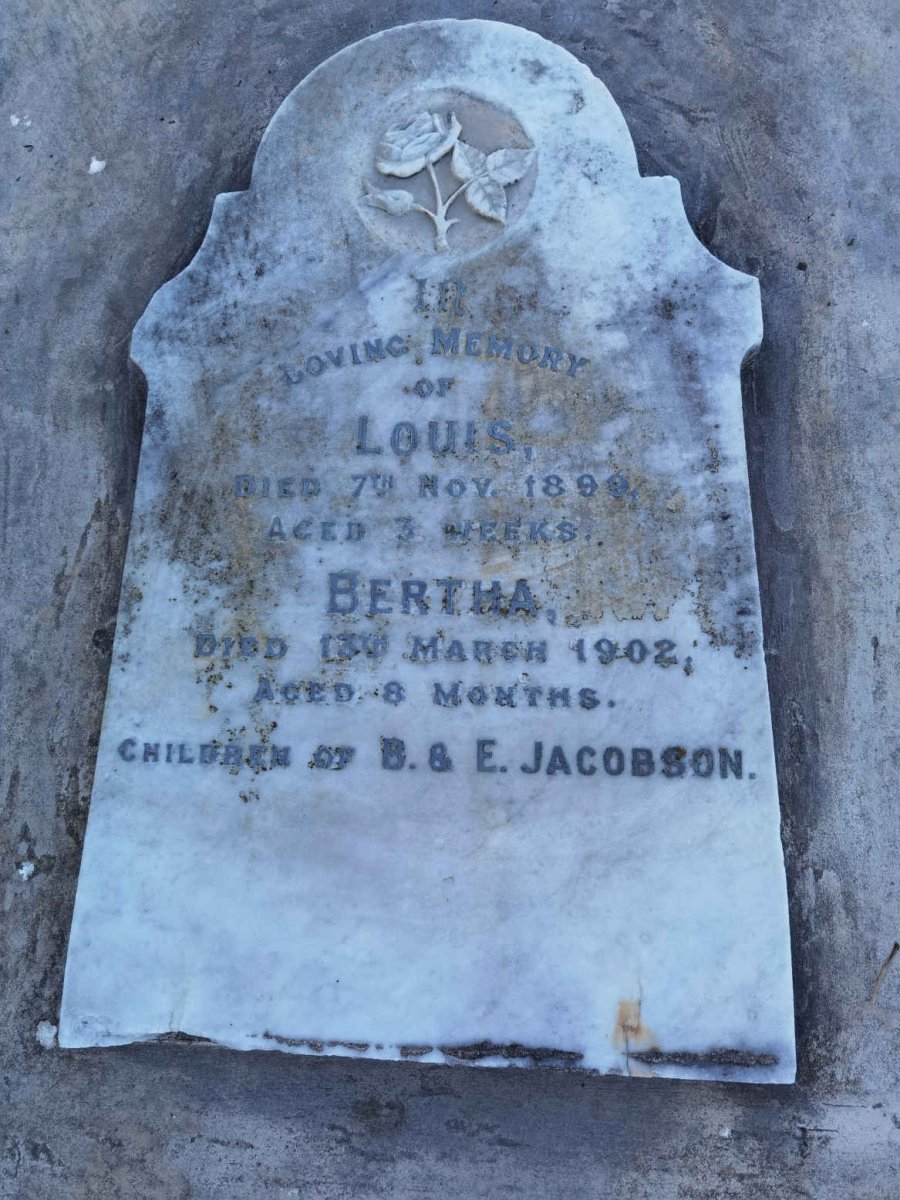 IN
LOVING MEMORY
OF
LOUIS,
DIED 7TH NOV. 1899,
AGED 3 WEEKS.
BERTHA,
DIED 13TH MARCH 1902,
AGED 8 MONTHS.
CHILDREN OF B. & E. JACOBSON.